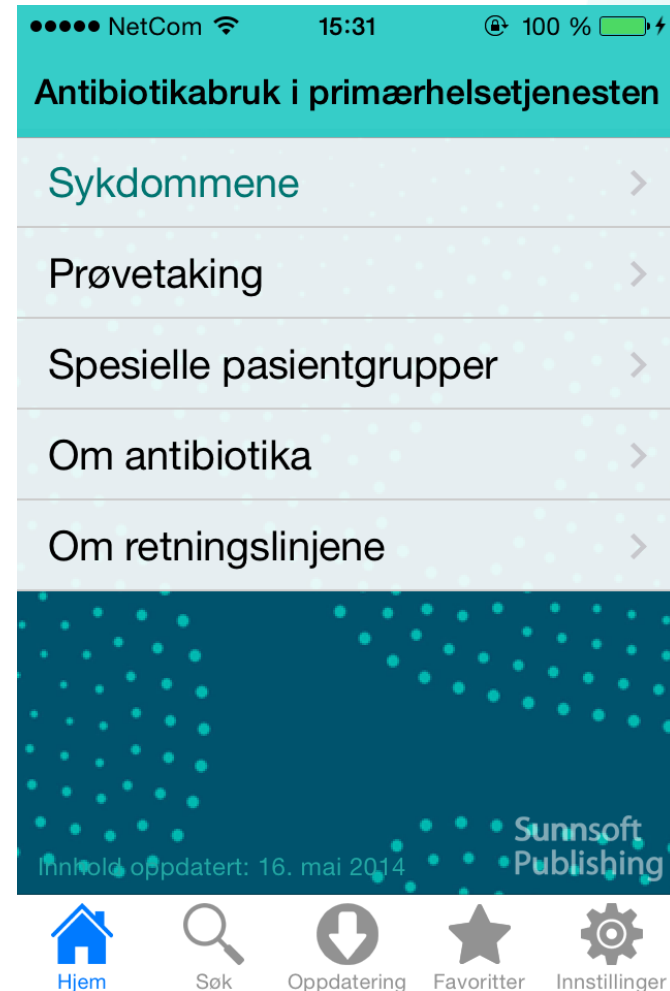 NetCom 15:31 100 %
Antibiotikabruk i primærhelsetjenesten
Sykdommene
Prøvetaking
Spesielle pasientgrupper
Om antibiotika
Om retningslinjene
Sunnsoft
Innhold oppdatert: 16. mai 2014 Publishing
Hjem Søk Oppdatering Favoritter Innstillinger